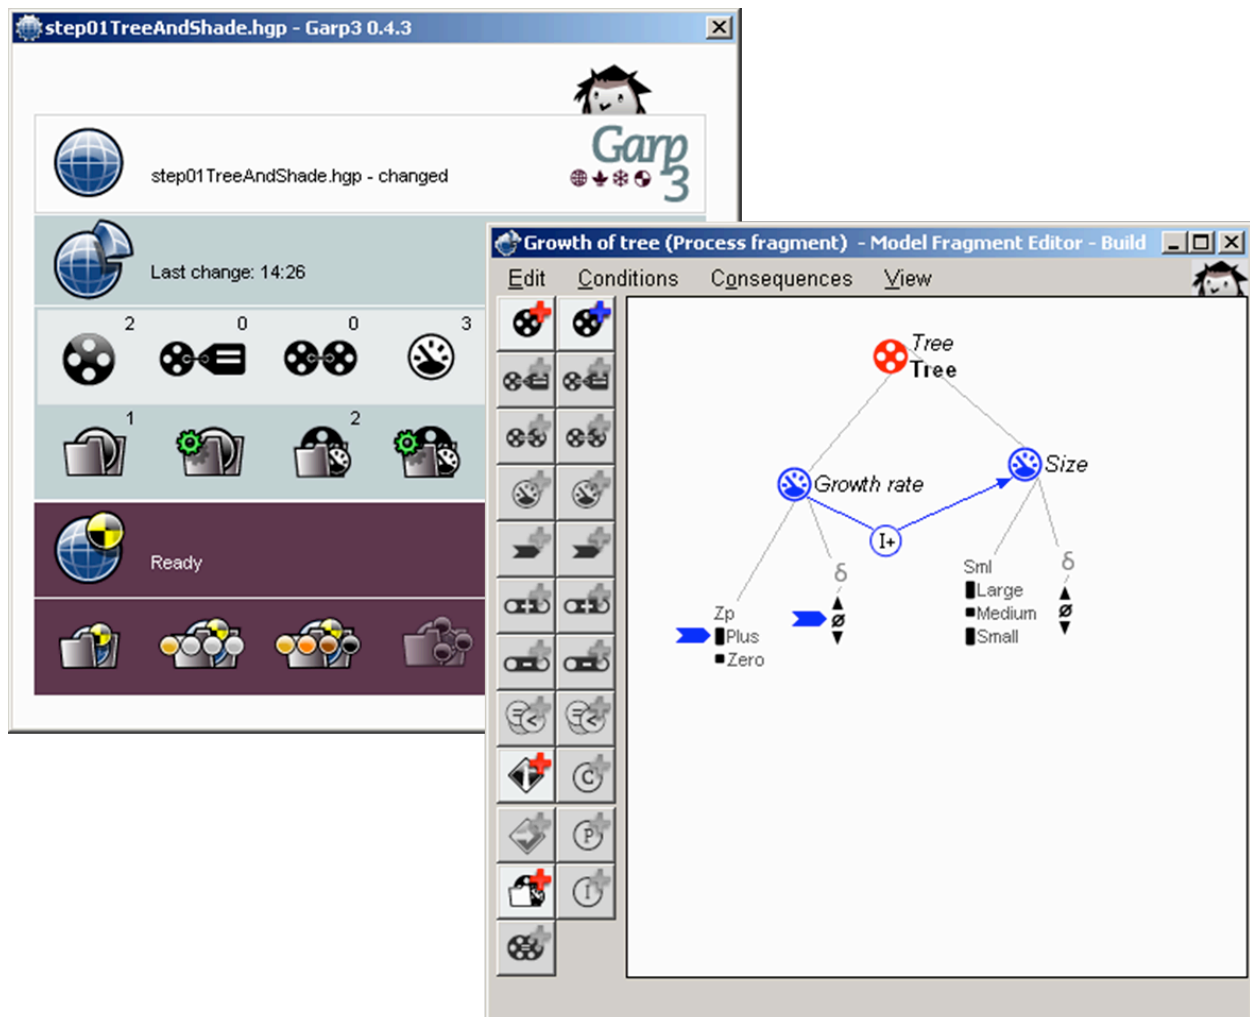 step01TreeAndShade.hgp - Garp3 0.4.3
Garp
3
step01TreeAndShade.hgp - changed
Last change: 14:26
2 0 0 3
1 2
Ready
Growth of tree (Process fragment) - Model Fragment Editor - Build
Edit Conditions Consequences View
Tree
Tree
Growth rate
Size
I+
δ
Zp
Plus
Zero
Sml
Large
Medium
Small
δ
C
P
I